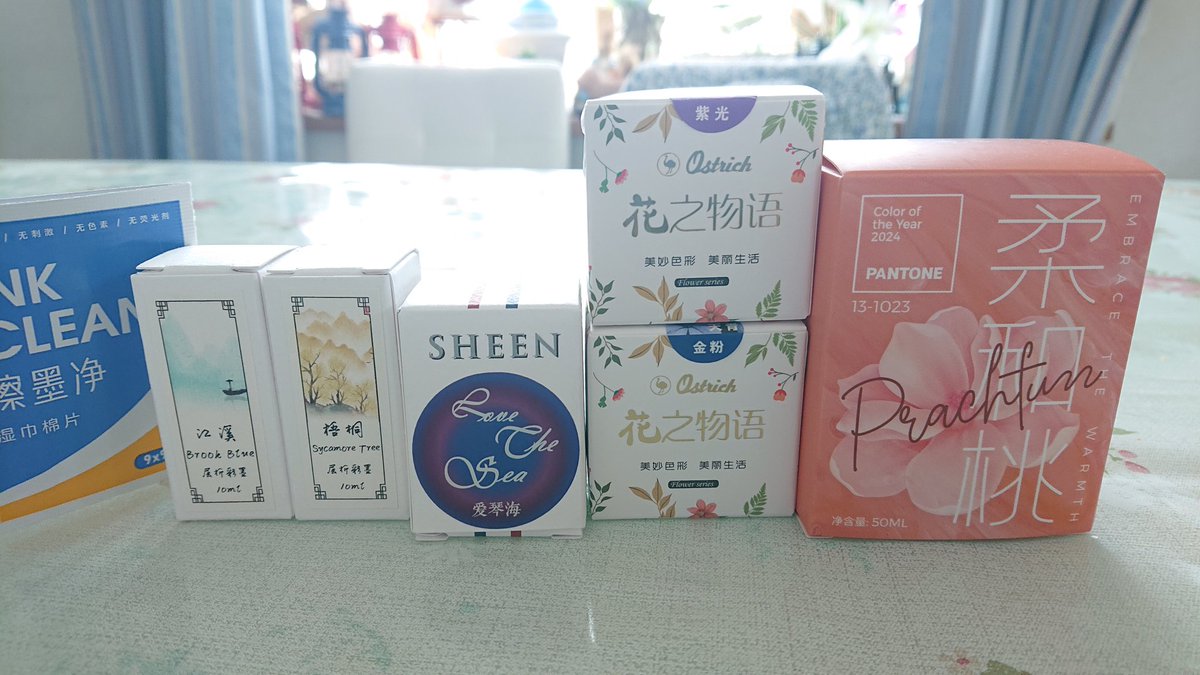 / 无刺激 / 无色素 / 无荧光剂
NK
CLEAN
擦墨净
湿巾棉片
江溪
Brook Blue
层析彩墨
10ml
梧桐
Sycamore Tree
层析彩墨
10ml
SHEEN
Love
The
Sea
爱琴海
紫光
Ostrich
花之物语
美妙色彩 美丽生活
Flower series
金粉
Ostrich
花之物语
美妙色彩 美丽生活
Flower series
Color of
the Year
2024
PANTONE
13-1023
柔和桃
Peachfuzz
EMBRACE THE WARMTH
净含量: 50ML